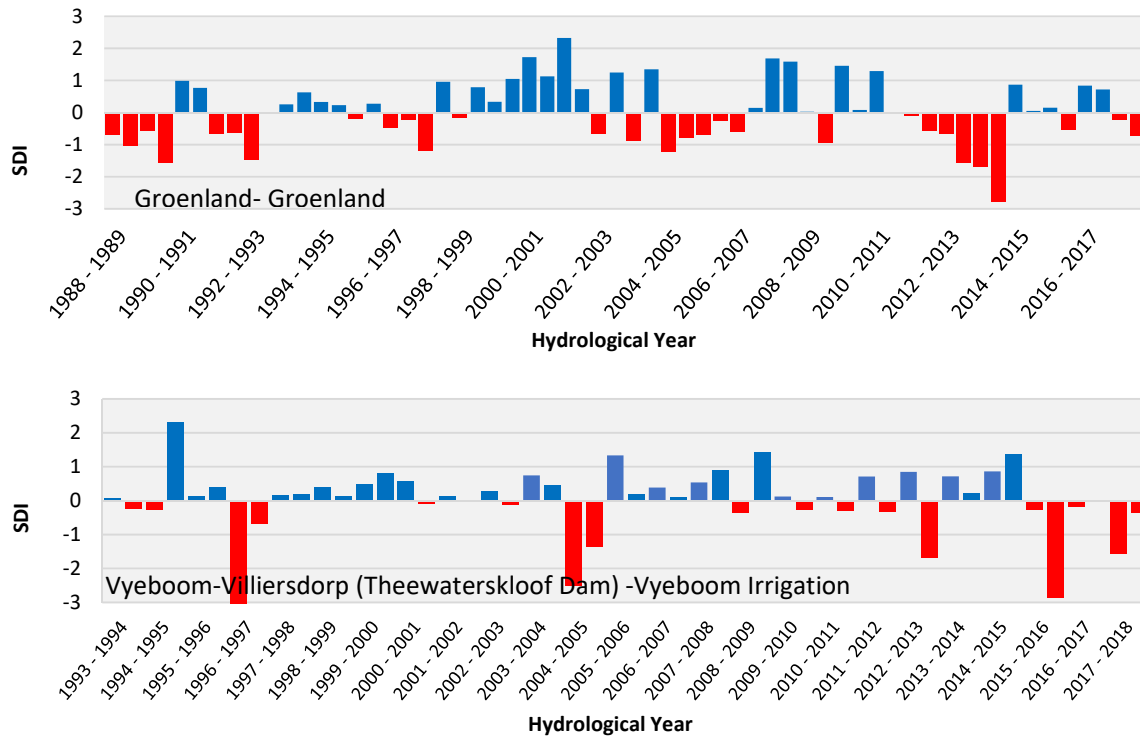 3
2
1
0
-1
-2
-3
SDI
Groenland- Groenland
1988 - 1989
1990 - 1991
1992 - 1993
1994 - 1995
1996 - 1997
1998 - 1999
2000 - 2001
2002 - 2003
2004 - 2005
2006 - 2007
2008 - 2009
2010 - 2011
2012 - 2013
2014 - 2015
2016 - 2017
Hydrological Year
3
2
1
0
-1
-2
-3
SDI
Vyeboom-Villiersdorp (Theewaterskloof Dam) -Vyeboom Irrigation
1993 - 1994
1994 - 1995
1995 - 1996
1996 - 1997
1997 - 1998
1998 - 1999
1999 - 2000
2000 - 2001
2001 - 2002
2002 - 2003
2003 - 2004
2004 - 2005
2005 - 2006
2006 - 2007
2007 - 2008
2008 - 2009
2009 - 2010
2010 - 2011
2011 - 2012
2012 - 2013
2013 - 2014
2014 - 2015
2015 - 2016
2016 - 2017
2017 - 2018
Hydrological Year